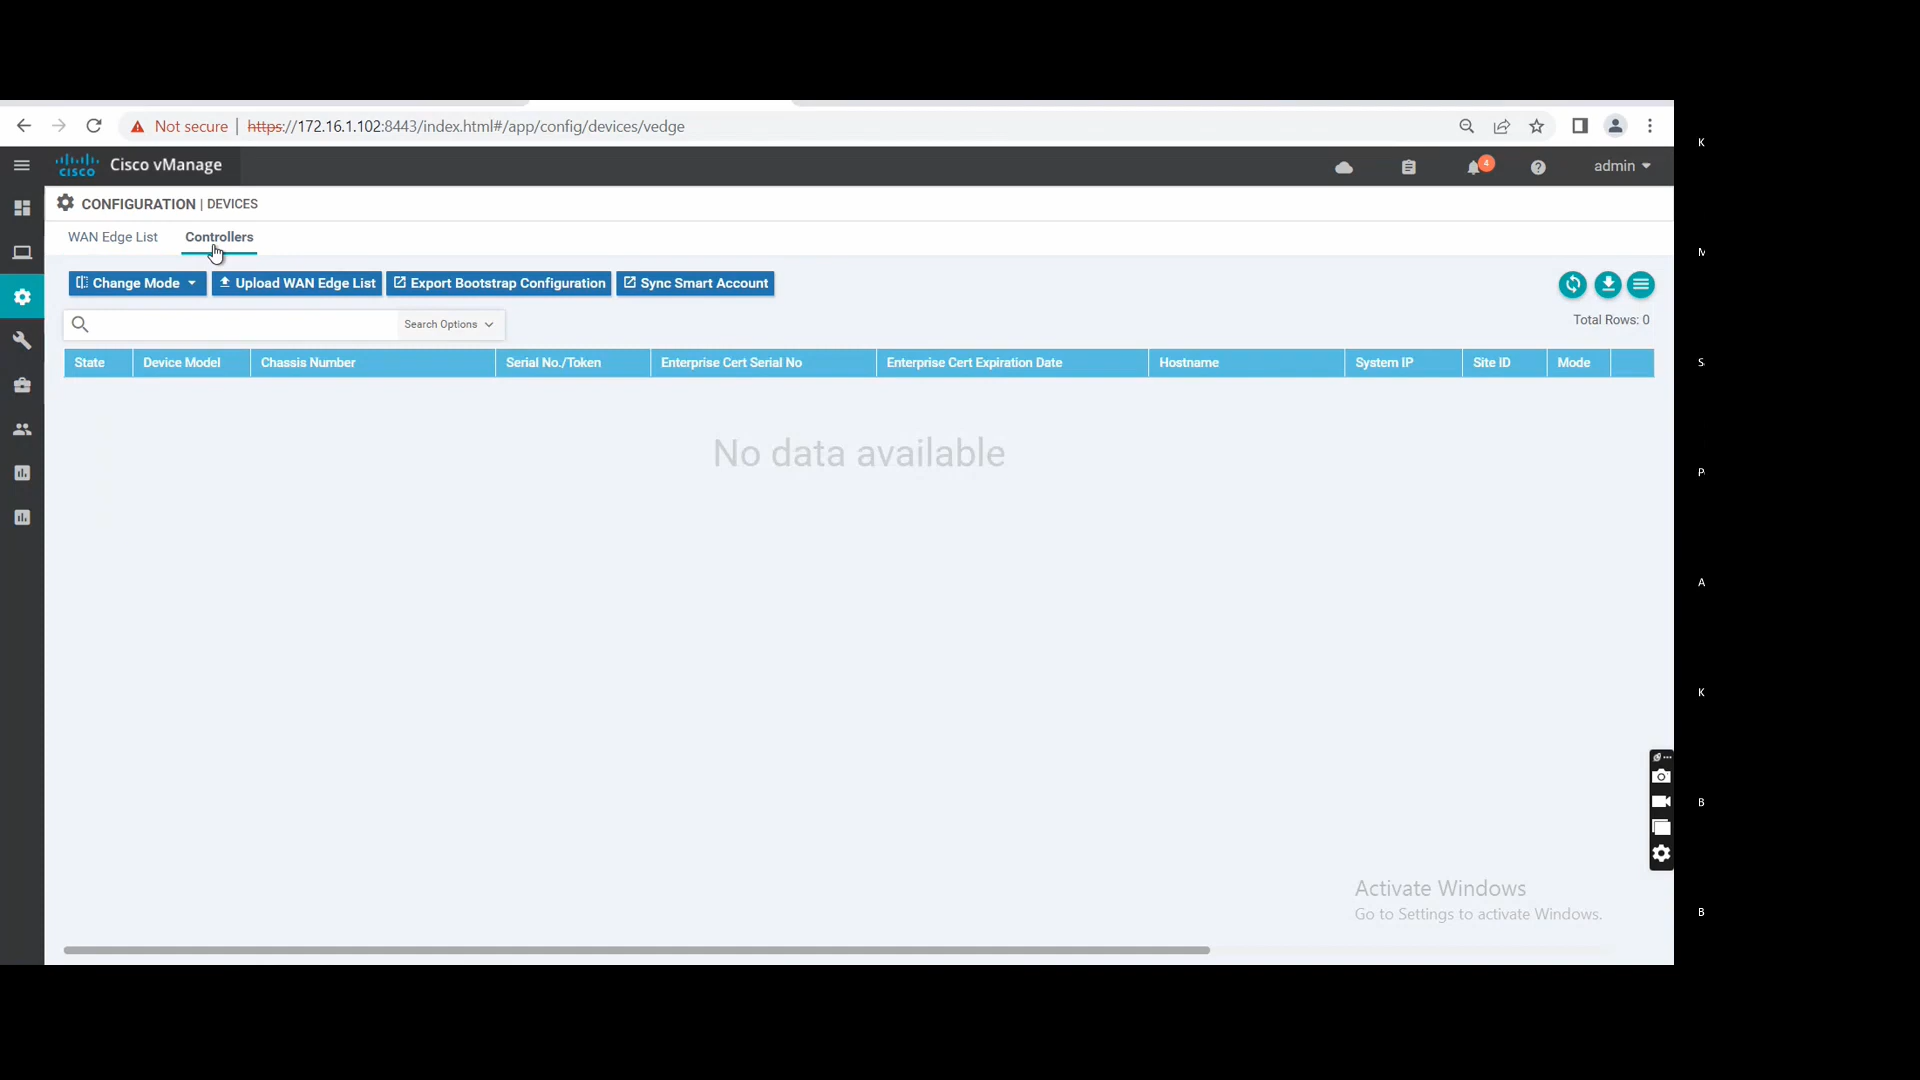 Not secure | https://172.16.1.102:8443/index.html#/app/config/devices/vedge
cisco Cisco vManage
4
admin
CONFIGURATION | DEVICES
WAN Edge List Controllers
Change Mode Upload WAN Edge List Export Bootstrap Configuration Sync Smart Account
Search Options
Total Rows: 0
State Device Model Chassis Number Serial No./Token Enterprise Cert Serial No Enterprise Cert Expiration Date Hostname System IP Site ID Mode
No data available
Activate Windows
Go to Settings to activate Windows.
K
M
S
P
A
K
B
B